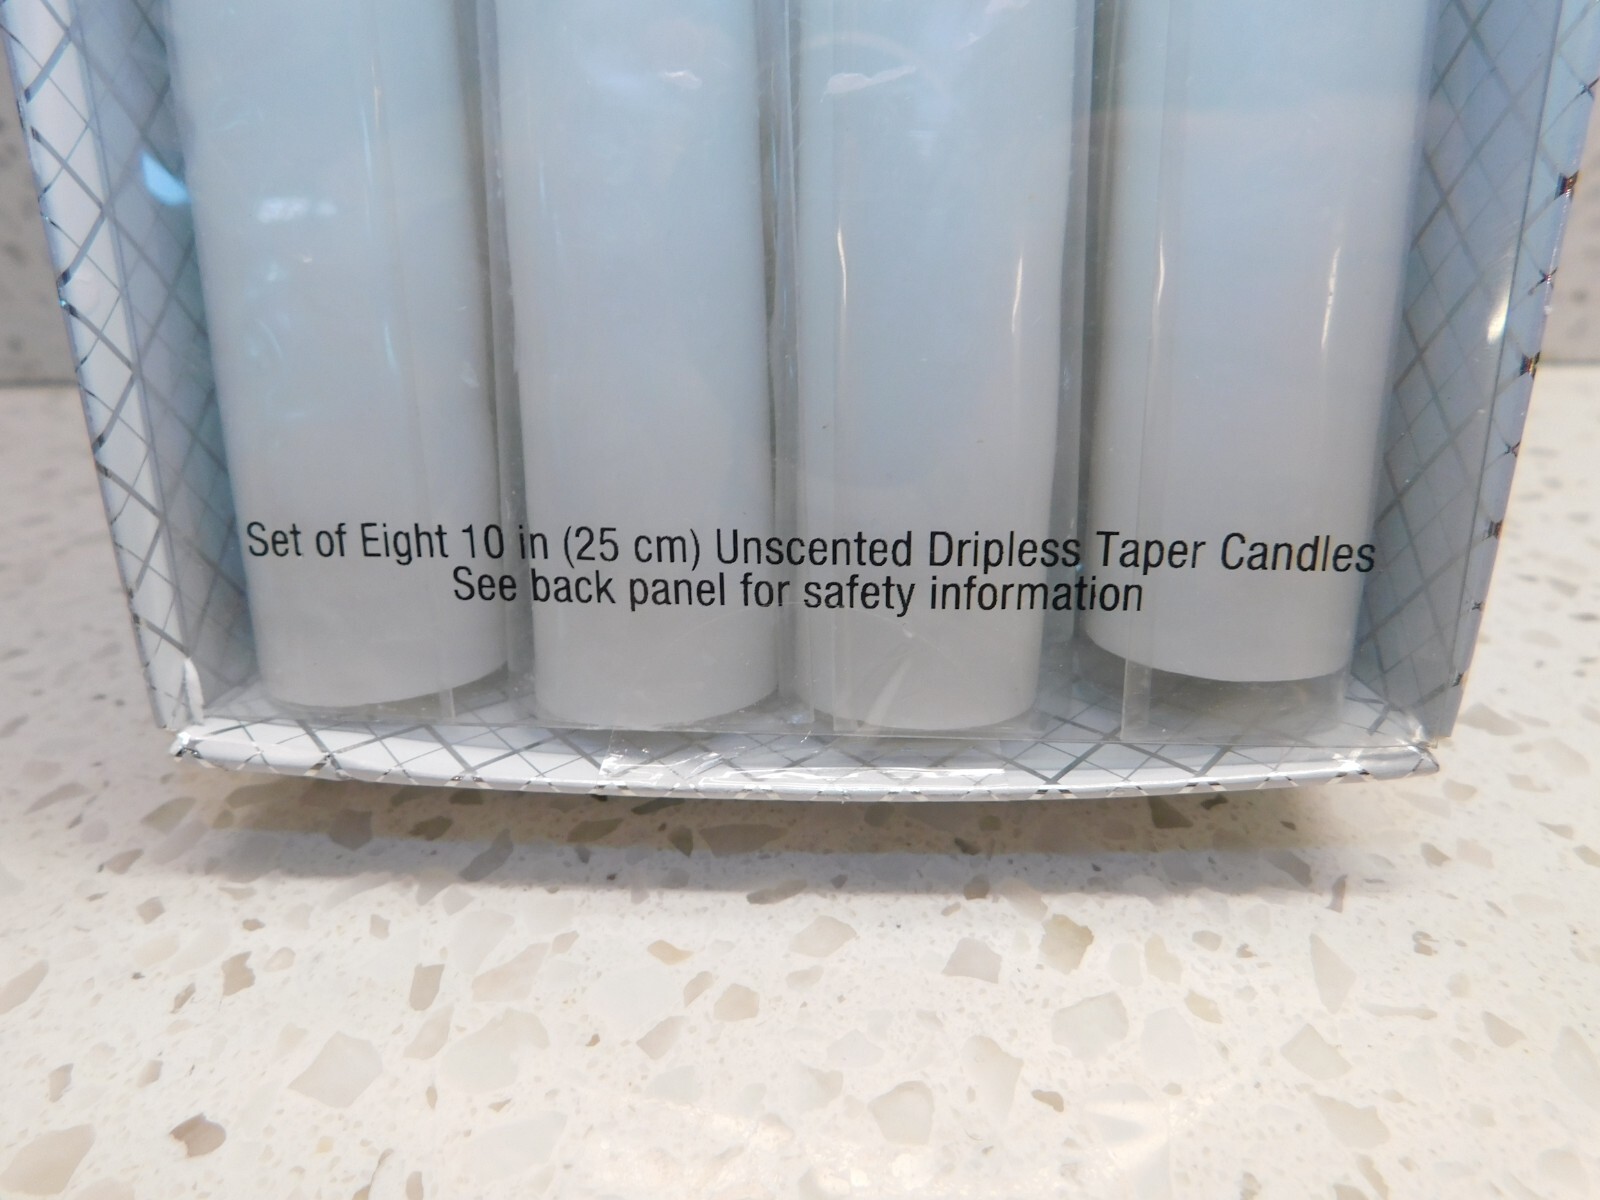 Set of Eight 10 in (25 cm) Unscented Dripless Taper Candles
See back panel for safety information